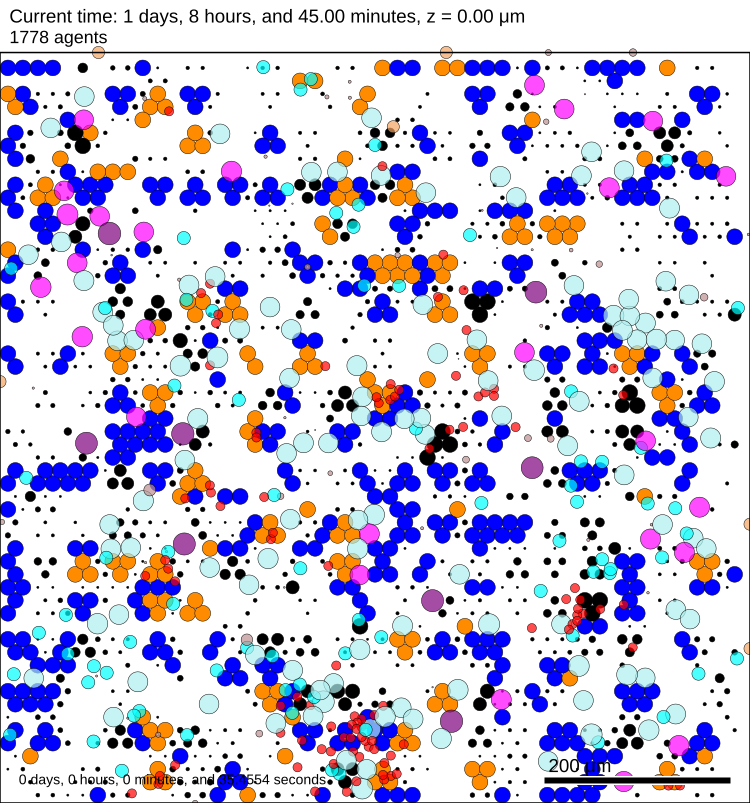 Current time: 1 days, 8 hours, and 45.00 minutes, z = 0.00 μm
1778 agents
200 μm
0 days, 0 hours, 0 minutes, and seconds